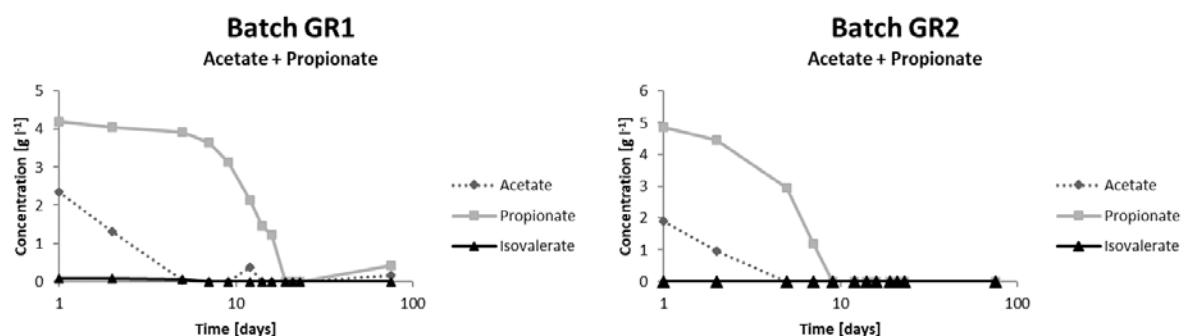 Batch GR1
Acetate + Propionate
Concentration [g l-1]
5
4
3
2
1
0
1
10
100
Time [days]
Acetate
Propionate
Isovalerate
Batch GR2
Acetate + Propionate
Concentration [g l-1]
6
5
4
3
2
1
0
1
10
100
Time [days]
Acetate
Propionate
Isovalerate